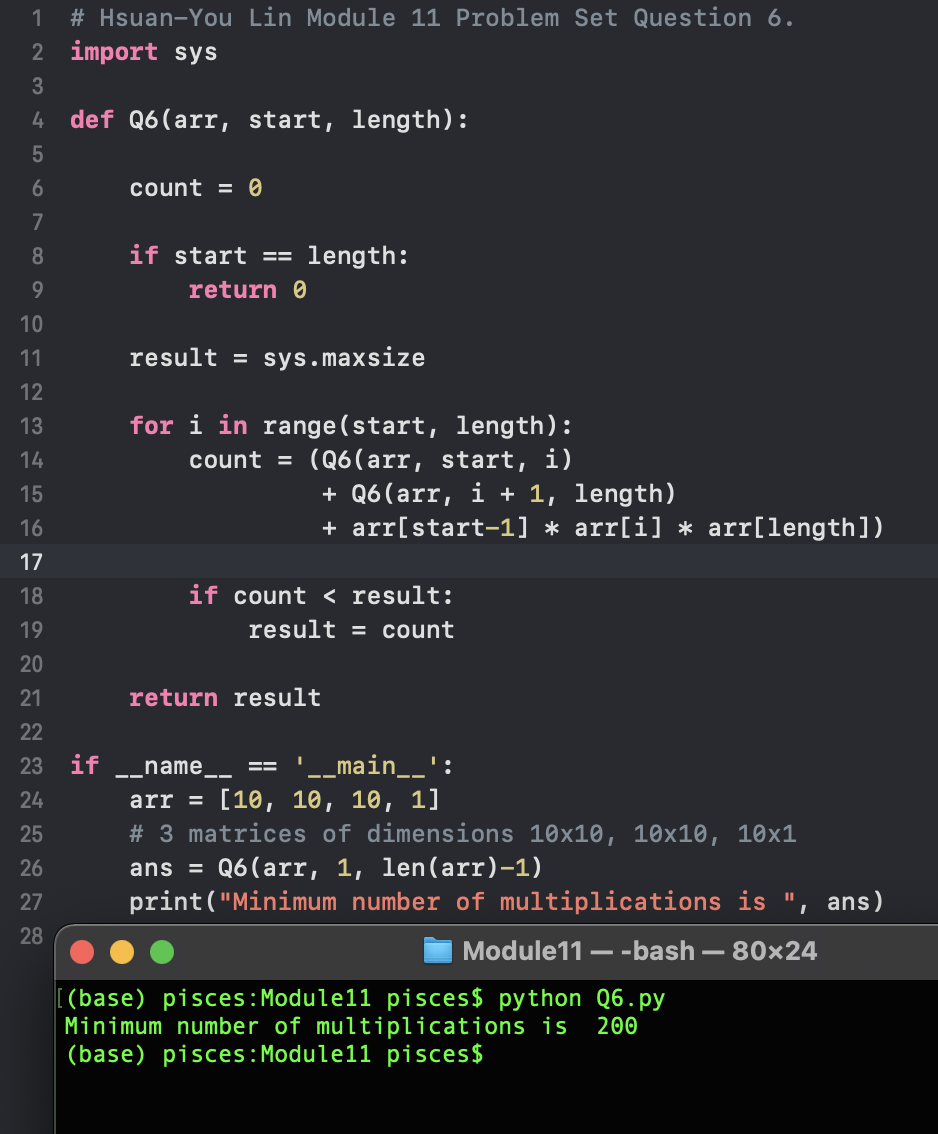 1 # Hsuan-You Lin Module 11 Problem Set Question 6.
2 import sys
3
4 def Q6(arr, start, length):
5
6     count = 0
7
8     if start == length:
9         return 0
10
11     result = sys.maxsize
12
13     for i in range(start, length):
14         count = (Q6(arr, start, i)
15                  + Q6(arr, i + 1, length)
16                  + arr[start-1] * arr[i] * arr[length])
17
18         if count < result:
19             result = count
20
21     return result
22
23 if __name__ == '__main__':
24     arr = [10, 10, 10, 1]
25     # 3 matrices of dimensions 10x10, 10x10, 10x1
26     ans = Q6(arr, 1, len(arr)-1)
27     print("Minimum number of multiplications is ", ans)
28
Module11 — -bash — 80×24
[(base) pisces:Module11 pisces$ python Q6.py
Minimum number of multiplications is  200
(base) pisces:Module11 pisces$